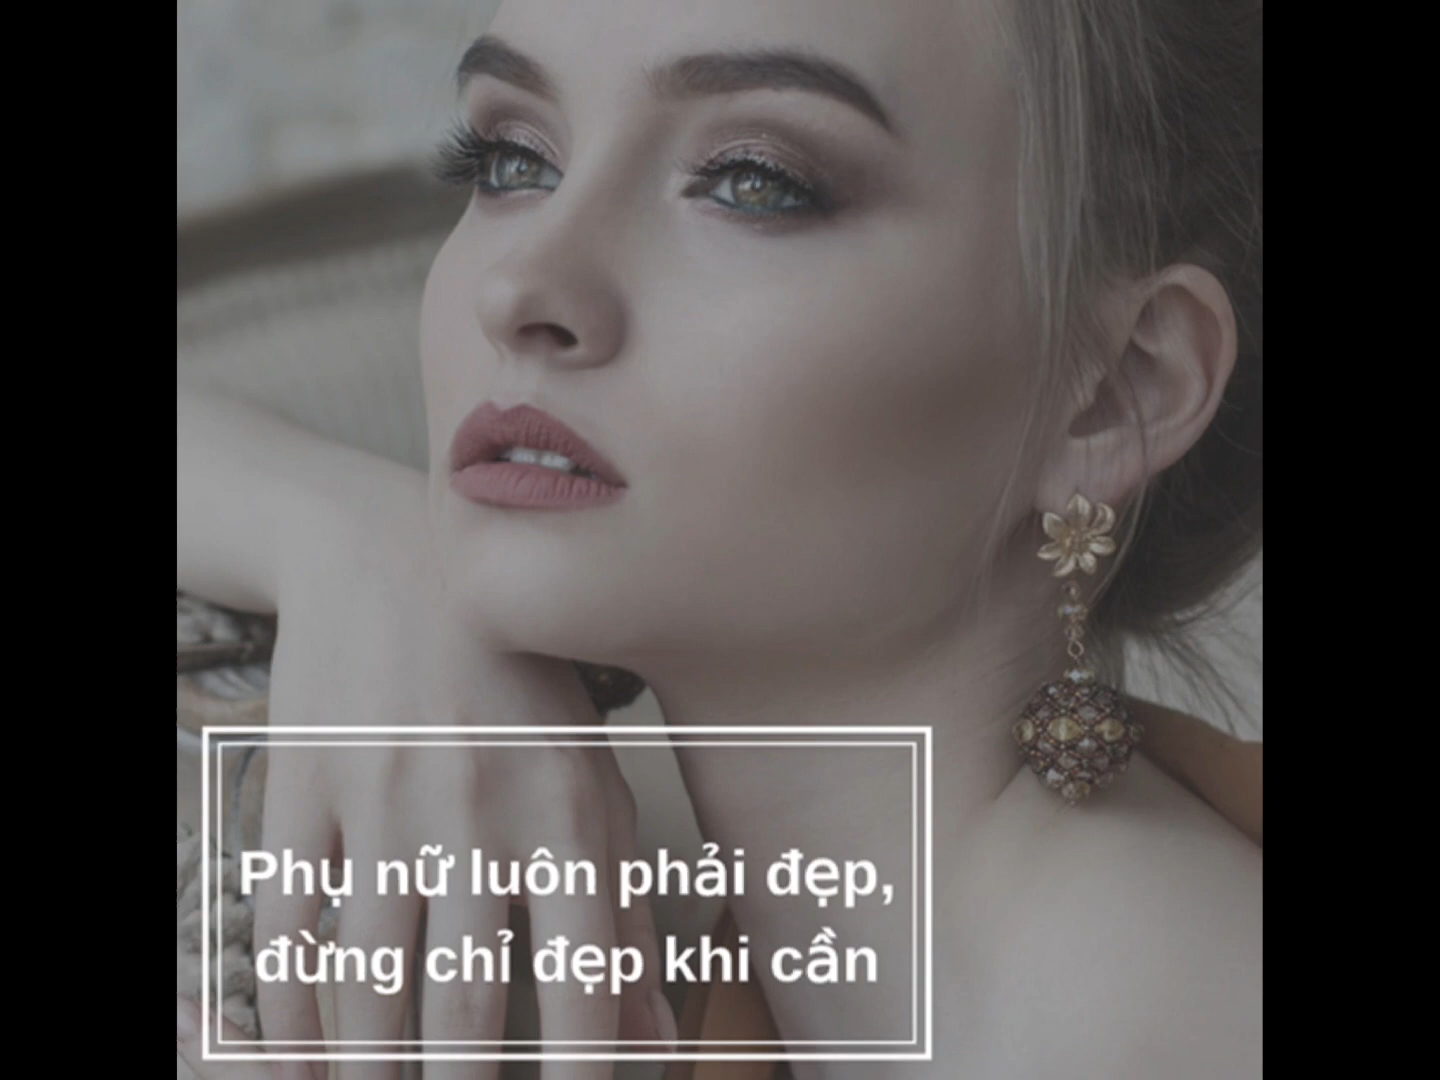 Phụ nữ luôn phải đẹp,
đừng chỉ đẹp khi cần